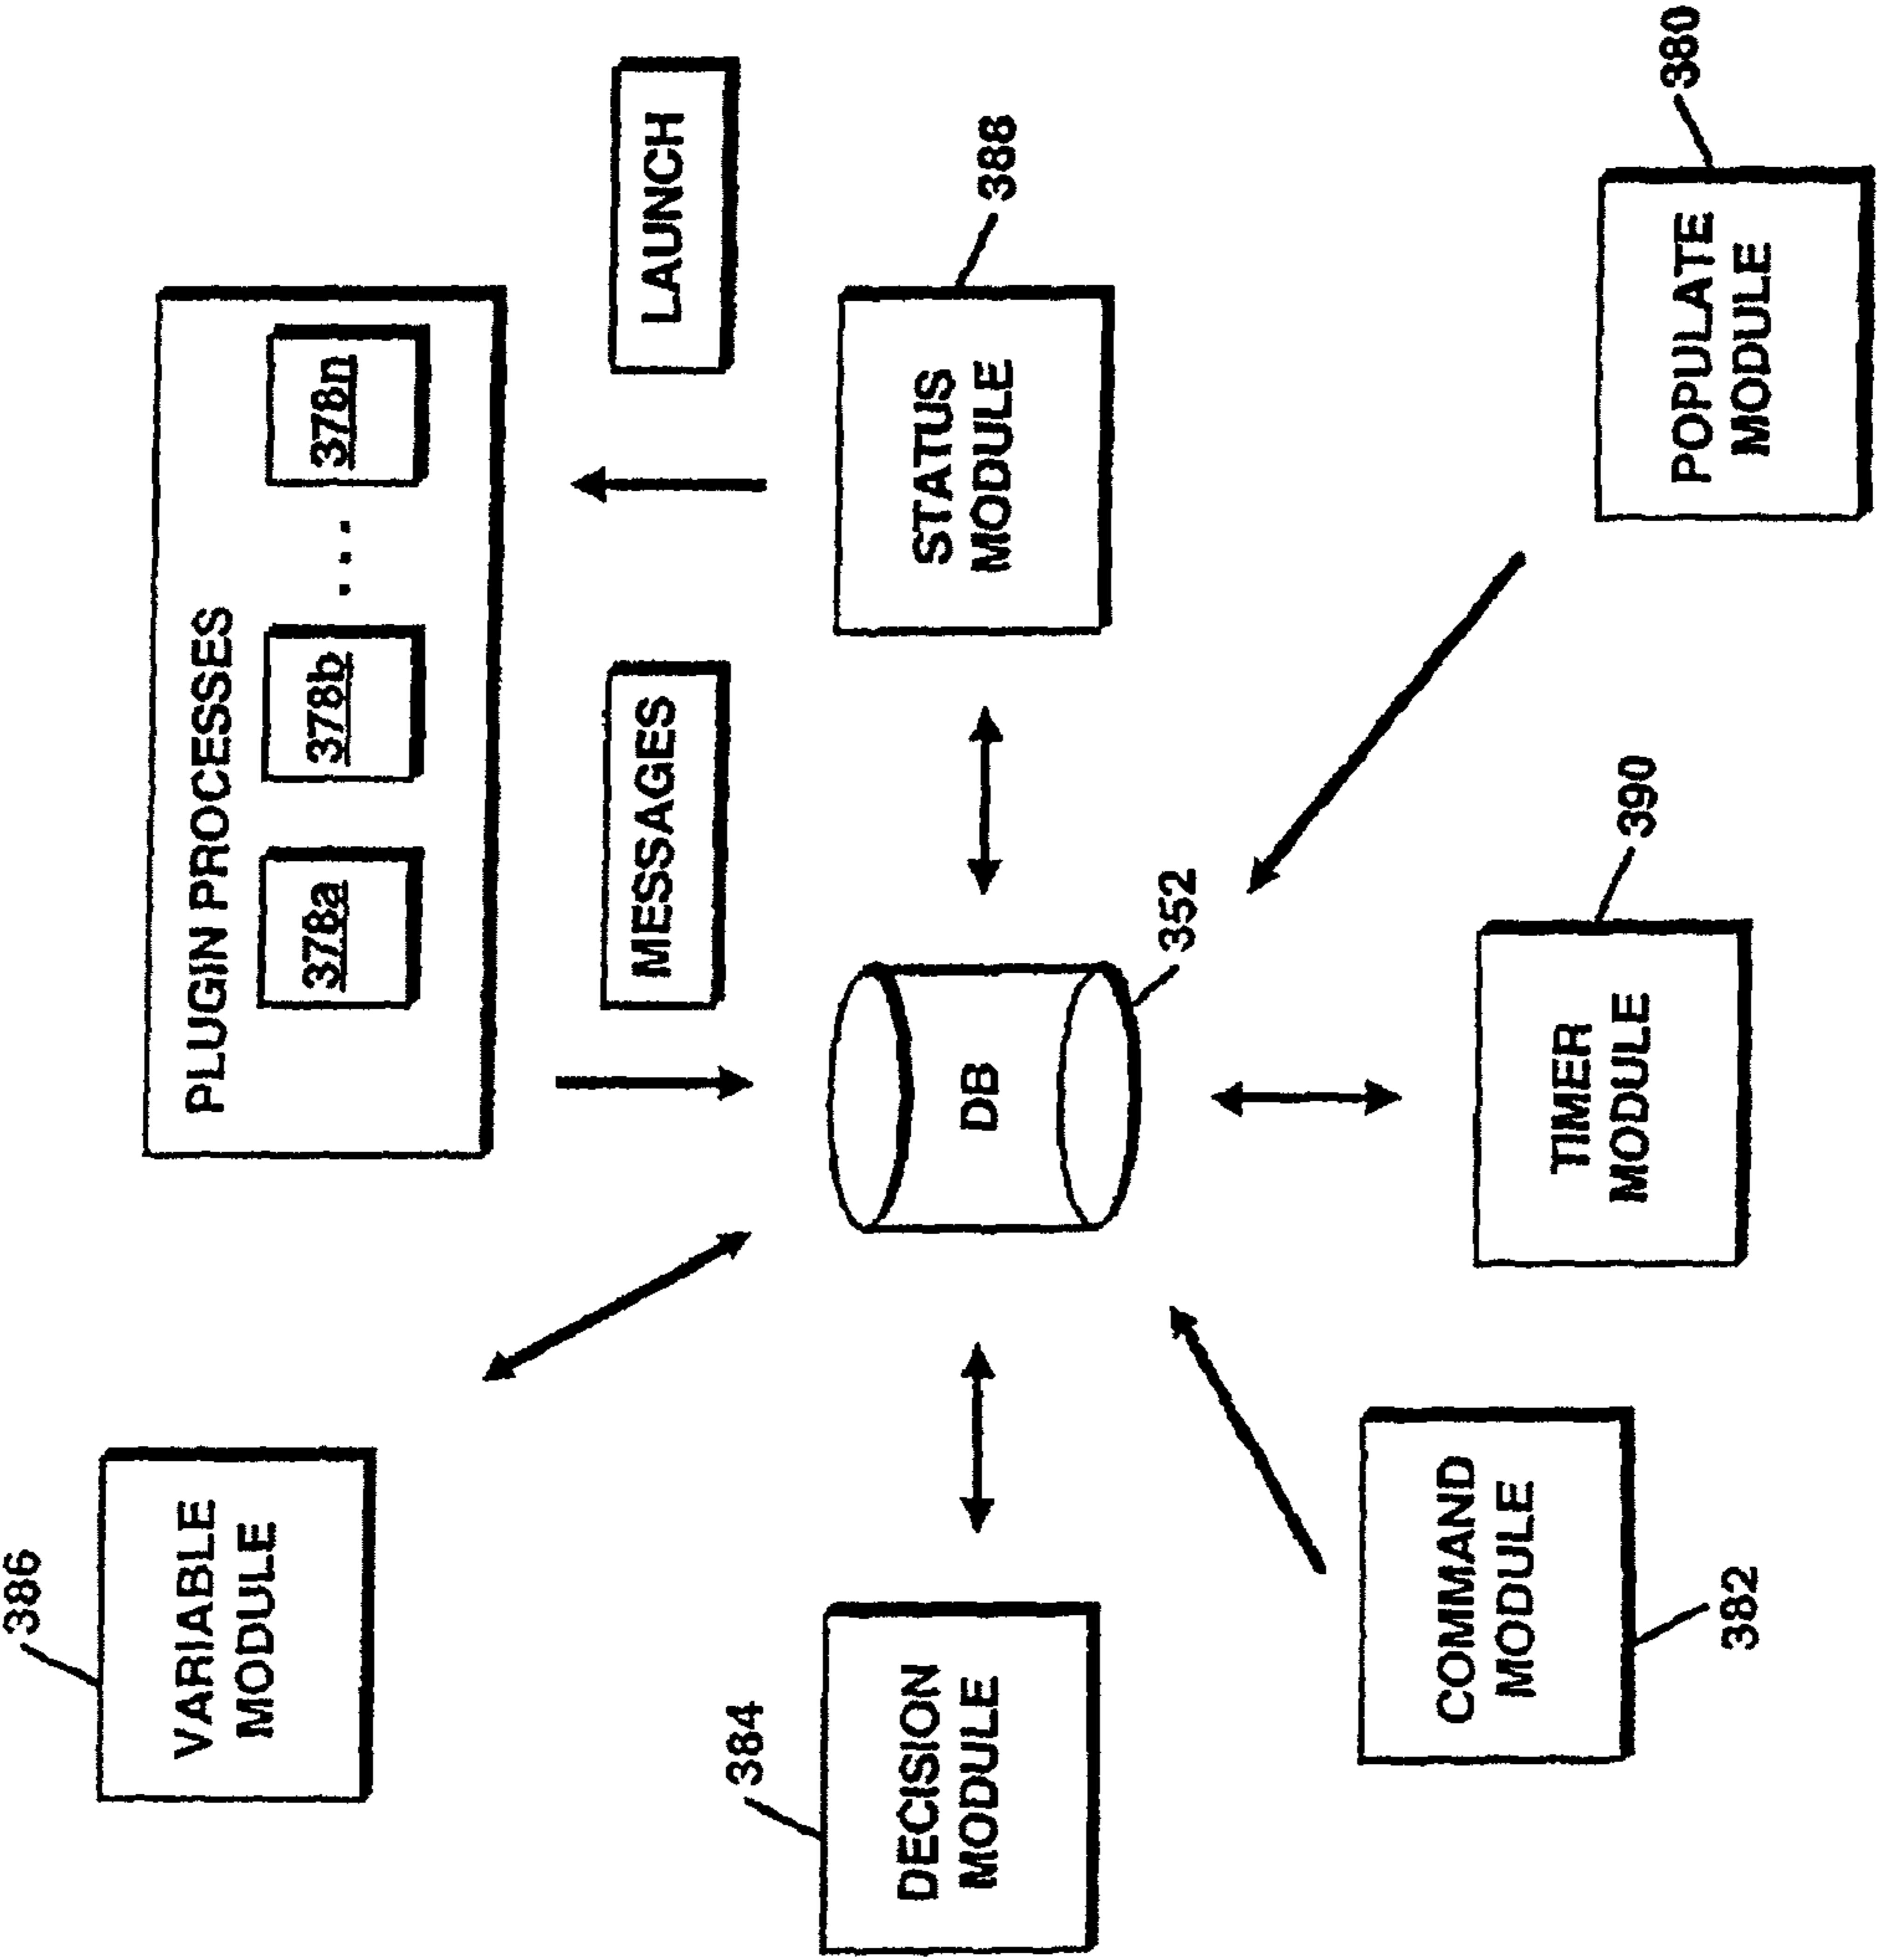 386
VARIABLE
MODULE
PLUGIN PROCESSES
378a
378b
...
378n
MESSAGES
LAUNCH
384
DECISION
MODULE
DB
352
STATUS
MODULE
388
COMMAND
MODULE
382
TIMER
MODULE
390
POPULATE
MODULE
380